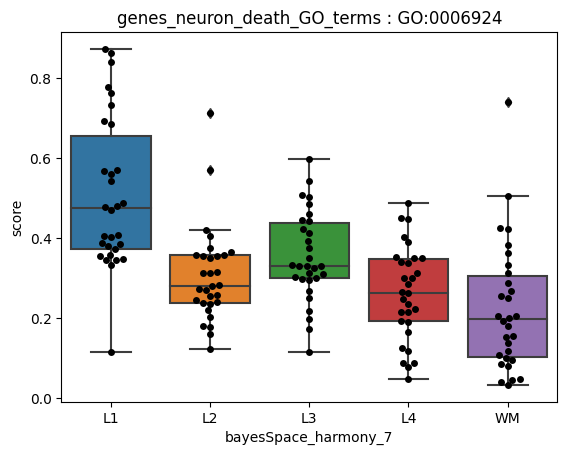 genes_neuron_death_GO_terms : GO:0006924
score
0.8
0.6
0.4
0.2
0.0
L1 L2 L3 L4 WM
bayesSpace_harmony_7